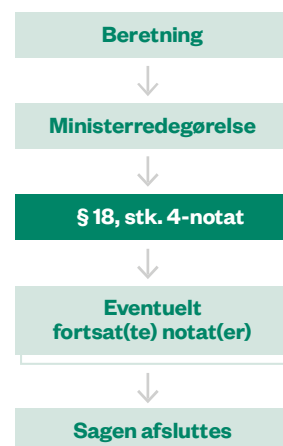 Beretning
Ministerredegørelse
§ 18, stk. 4-notat
Eventuelt
fortsat(te) notat(er)
Sagen afsluttes